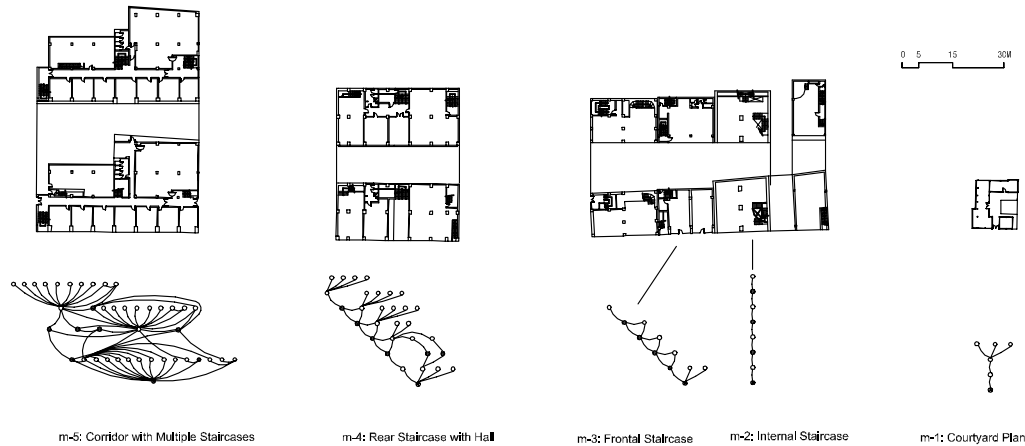 0 5 15 30M
m-5: Corridor with Multiple Staircases
m-4: Rear Staircase with Hall
m-3: Frontal Staircase
m-2: Internal Staircase
m-1: Courtyard Plan